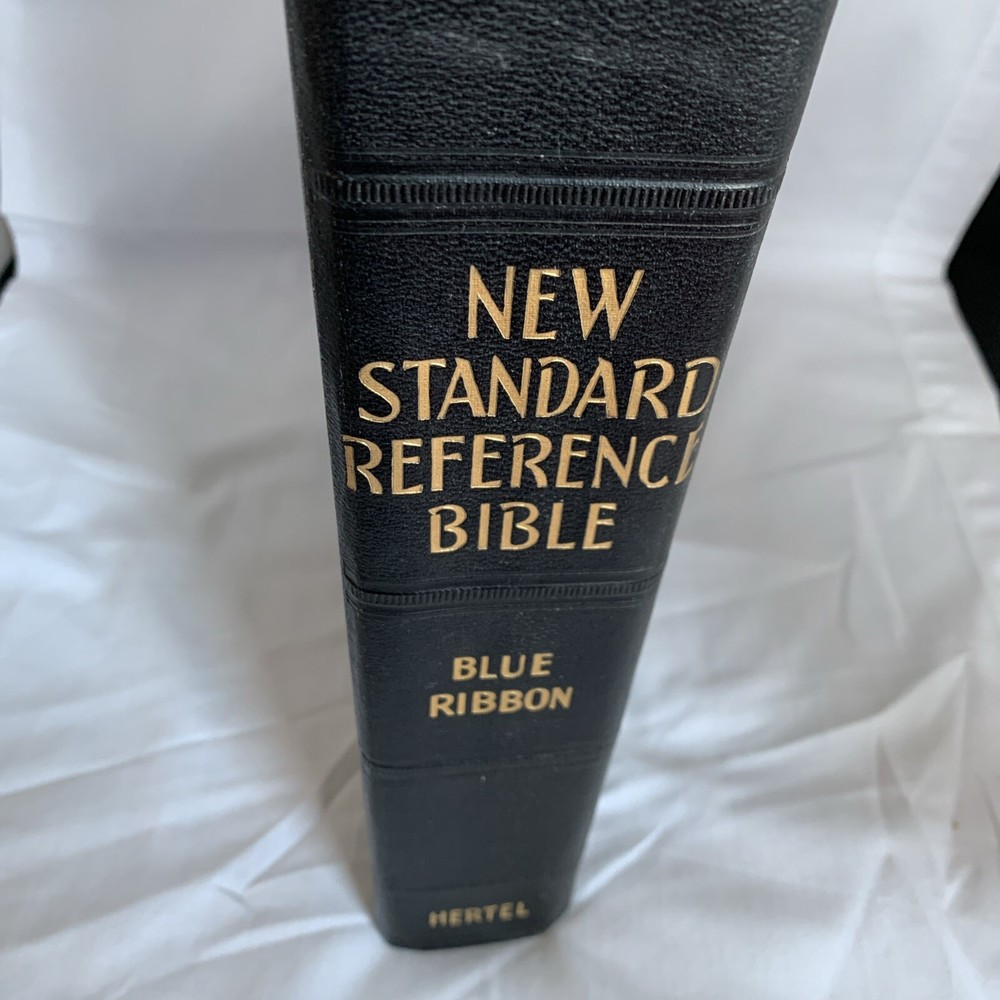 NEW
STANDARD
REFERENCE
BIBLE
BLUE
RIBBON
HERTEL